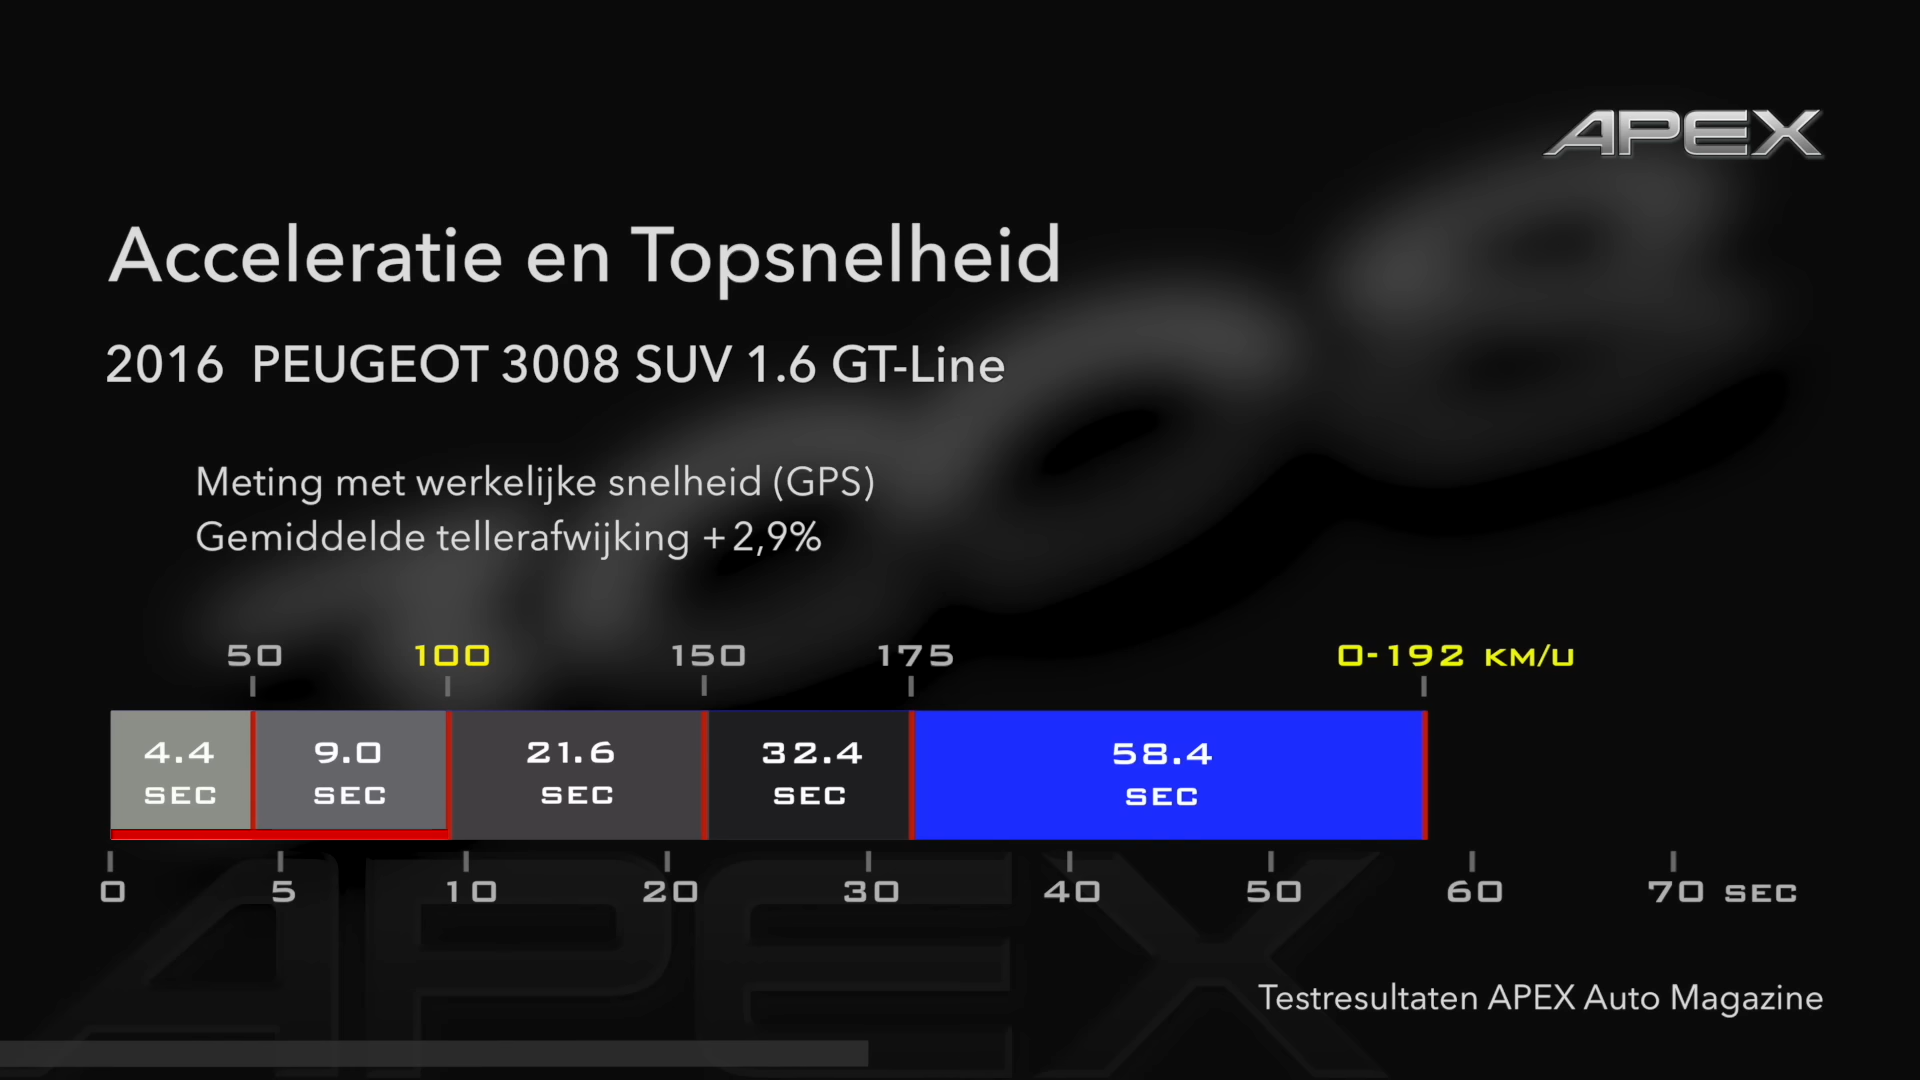 APEX
Acceleratie en Topsnelheid
2016 PEUGEOT 3008 SUV 1.6 GT-Line
Meting met werkelijke snelheid (GPS)
Gemiddelde tellerafwijking +2,9%
50 100 150 175 0-192 KM/U
4.4 9.0 21.6 32.4 58.4
SEC SEC SEC SEC SEC
0 5 10 20 30 40 50 60 70 SEC
APEX
Testresultaten APEX Auto Magazine